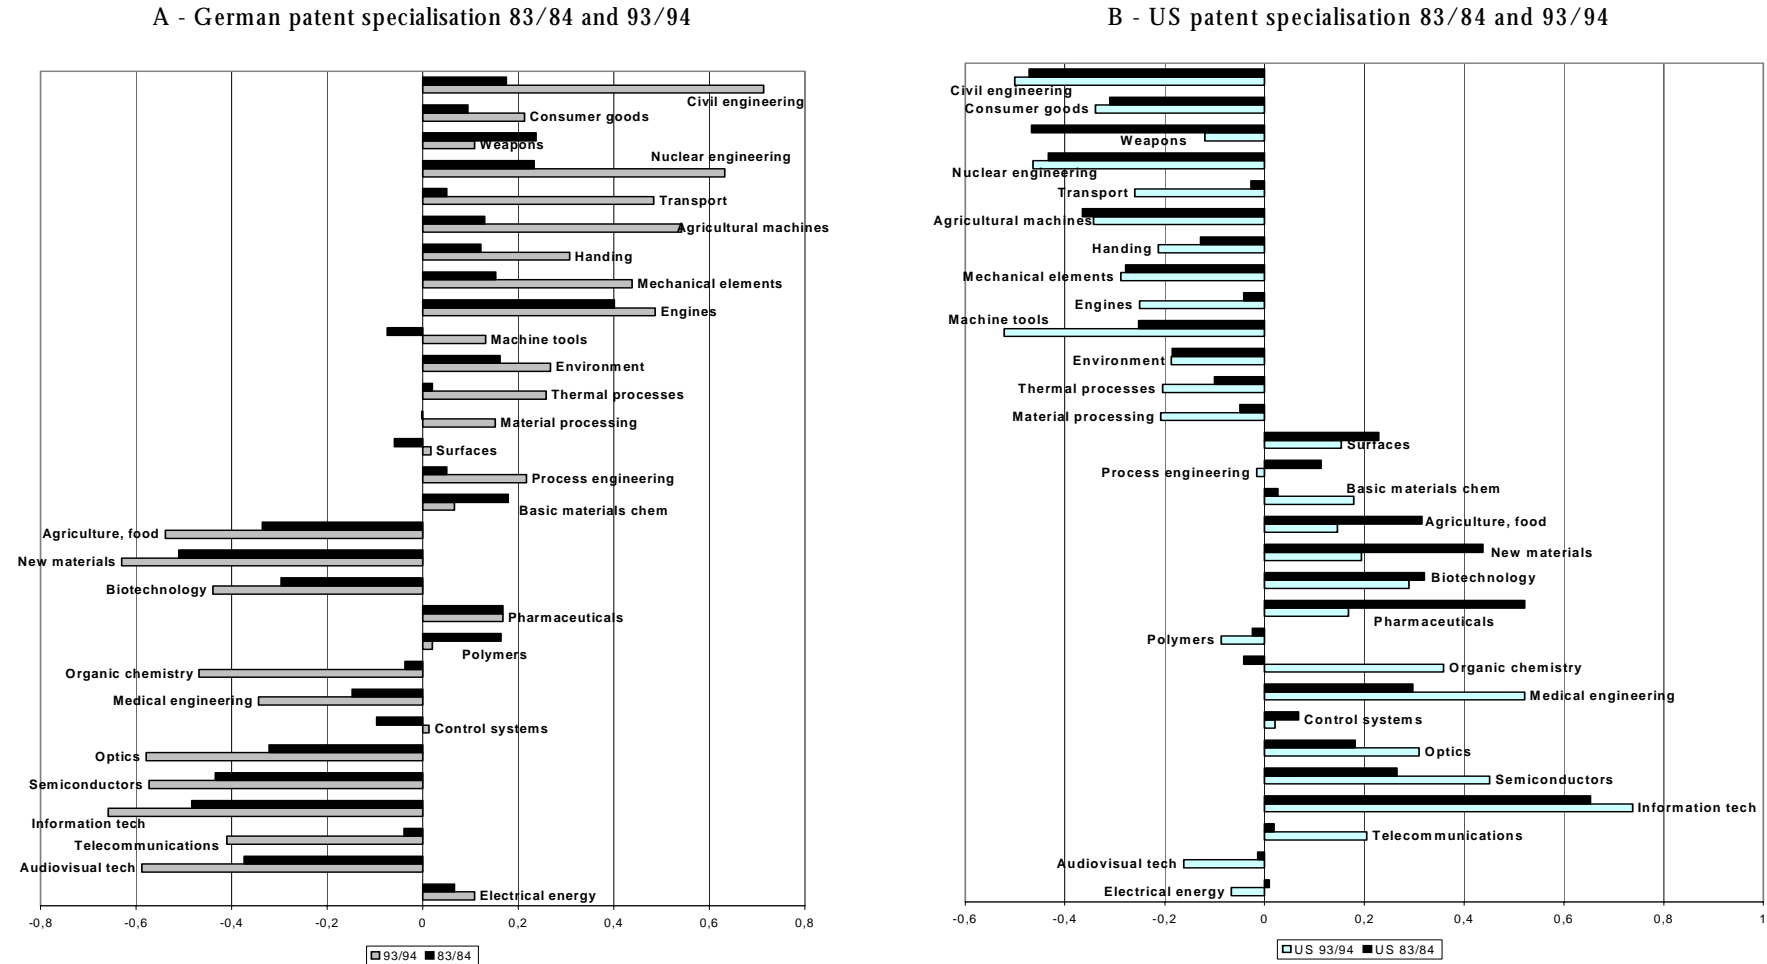 A - German patent specialisation 83/84 and 93/94
Civil engineering
Consumer goods
Weapons
Nuclear engineering
Transport
Agricultural machines
Handing
Mechanical elements
Engines
Machine tools
Environment
Thermal processes
Material processing
Surfaces
Process engineering
Basic materials chem
Agriculture, food
New materials
Biotechnology
Pharmaceuticals
Polymers
Organic chemistry
Medical engineering
Control systems
Optics
Semiconductors
Information tech
Telecommunications
Audiovisual tech
Electrical energy
-0,8 -0,6 -0,4 -0,2 0 0,2 0,4 0,6 0,8
93/94 83/84
B - US patent specialisation 83/84 and 93/94
Civil engineering
Consumer goods
Weapons
Nuclear engineering
Transport
Agricultural machines
Handing
Mechanical elements
Engines
Machine tools
Environment
Thermal processes
Material processing
Surfaces
Process engineering
Basic materials chem
Agriculture, food
New materials
Biotechnology
Pharmaceuticals
Polymers
Organic chemistry
Medical engineering
Control systems
Optics
Semiconductors
Information tech
Telecommunications
Audiovisual tech
Electrical energy
-0,6 -0,4 -0,2 0 0,2 0,4 0,6 0,8 1
US 93/94 US 83/84